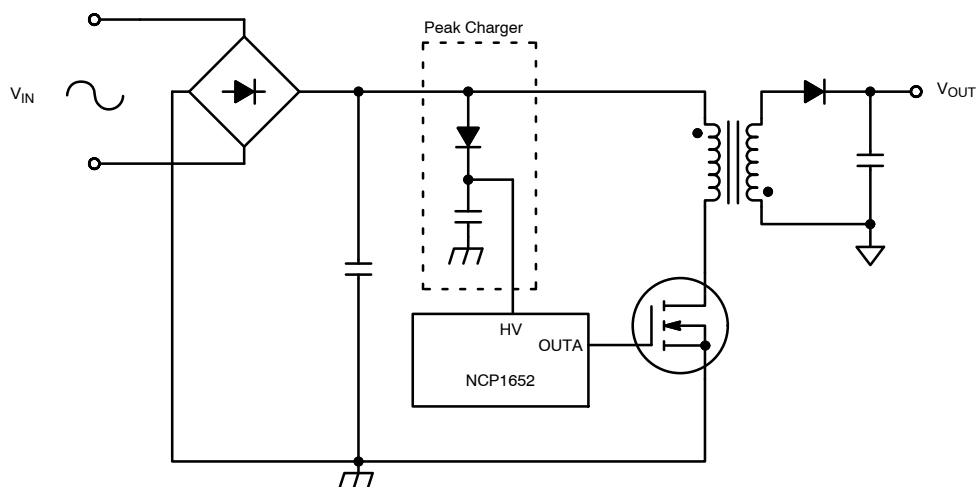 Peak Charger
VIN
VOUT
HV
OUTA
NCP1652